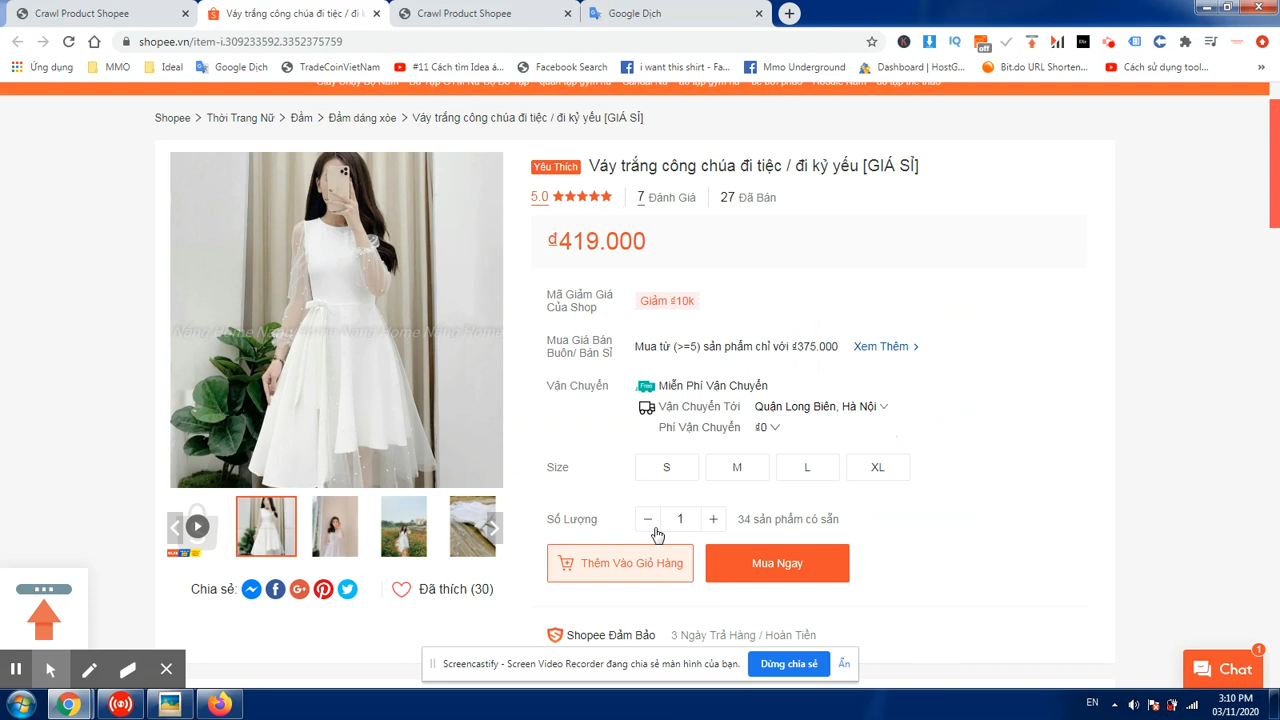 Crawl Product Shopee
Váy trắng công chúa đi tiệc / đi k
Crawl Product Shopee
Google Dịch
shopee.vn/item-i.309233592.3352375759
off
Ứng dụng
MMO
Ideal
Google Dịch
TradeCoinVietNam
#11 Cách tìm Idea á...
Facebook Search
i want this shirt - Fa...
Mmo Underground
Dashboard | HostG...
Bit.do URL Shorten...
Cách sử dụng tool...
Shopee > Thời Trang Nữ > Đầm > Đầm dáng xòe > Váy trắng công chúa đi tiệc / đi kỷ yếu [GIÁ SỈ]
Yêu Thích Váy trắng công chúa đi tiệc / đi kỷ yếu [GIÁ SỈ]
5.0 7 Đánh Giá 27 Đã Bán
₫419.000
Mã Giảm Giá
Của Shop
Giảm ₫10k
Mua Giá Bán
Buôn/ Bán Sỉ
Mua từ (>=5) sản phẩm chỉ với ₫375.000 Xem Thêm >
Vận Chuyển
Free Miễn Phí Vận Chuyển
Vận Chuyển Tới Quận Long Biên, Hà Nội
Phí Vận Chuyển ₫0
Size S M L XL
Số Lượng − 1 + 34 sản phẩm có sẵn
Thêm Vào Giỏ Hàng
Mua Ngay
Home Nàng Home Nàng Home
Chia sẻ:
Đã thích (30)
Shopee Đảm Bảo 3 Ngày Trả Hàng / Hoàn Tiền
Screencastify - Screen Video Recorder đang chia sẻ màn hình của bạn.
Dừng chia sẻ
Ẩn
1
Chat
EN
3:10 PM
03/11/2020